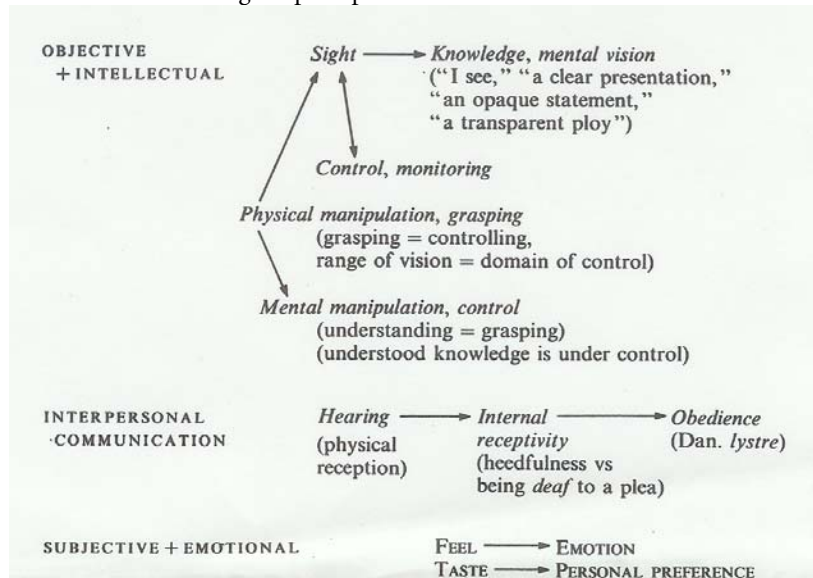 OBJECTIVE
+ INTELLECTUAL
Sight → Knowledge, mental vision
("I see," "a clear presentation,"
"an opaque statement,"
"a transparent ploy")
Control, monitoring
Physical manipulation, grasping
(grasping = controlling,
range of vision = domain of control)
Mental manipulation, control
(understanding = grasping)
(understood knowledge is under control)
INTERPERSONAL
COMMUNICATION
Hearing → Internal → Obedience
(physical receptivity (Dan. lystre)
reception) (heedfulness vs
being deaf to a plea)
SUBJECTIVE + EMOTIONAL
FEEL → EMOTION
TASTE → PERSONAL PREFERENCE